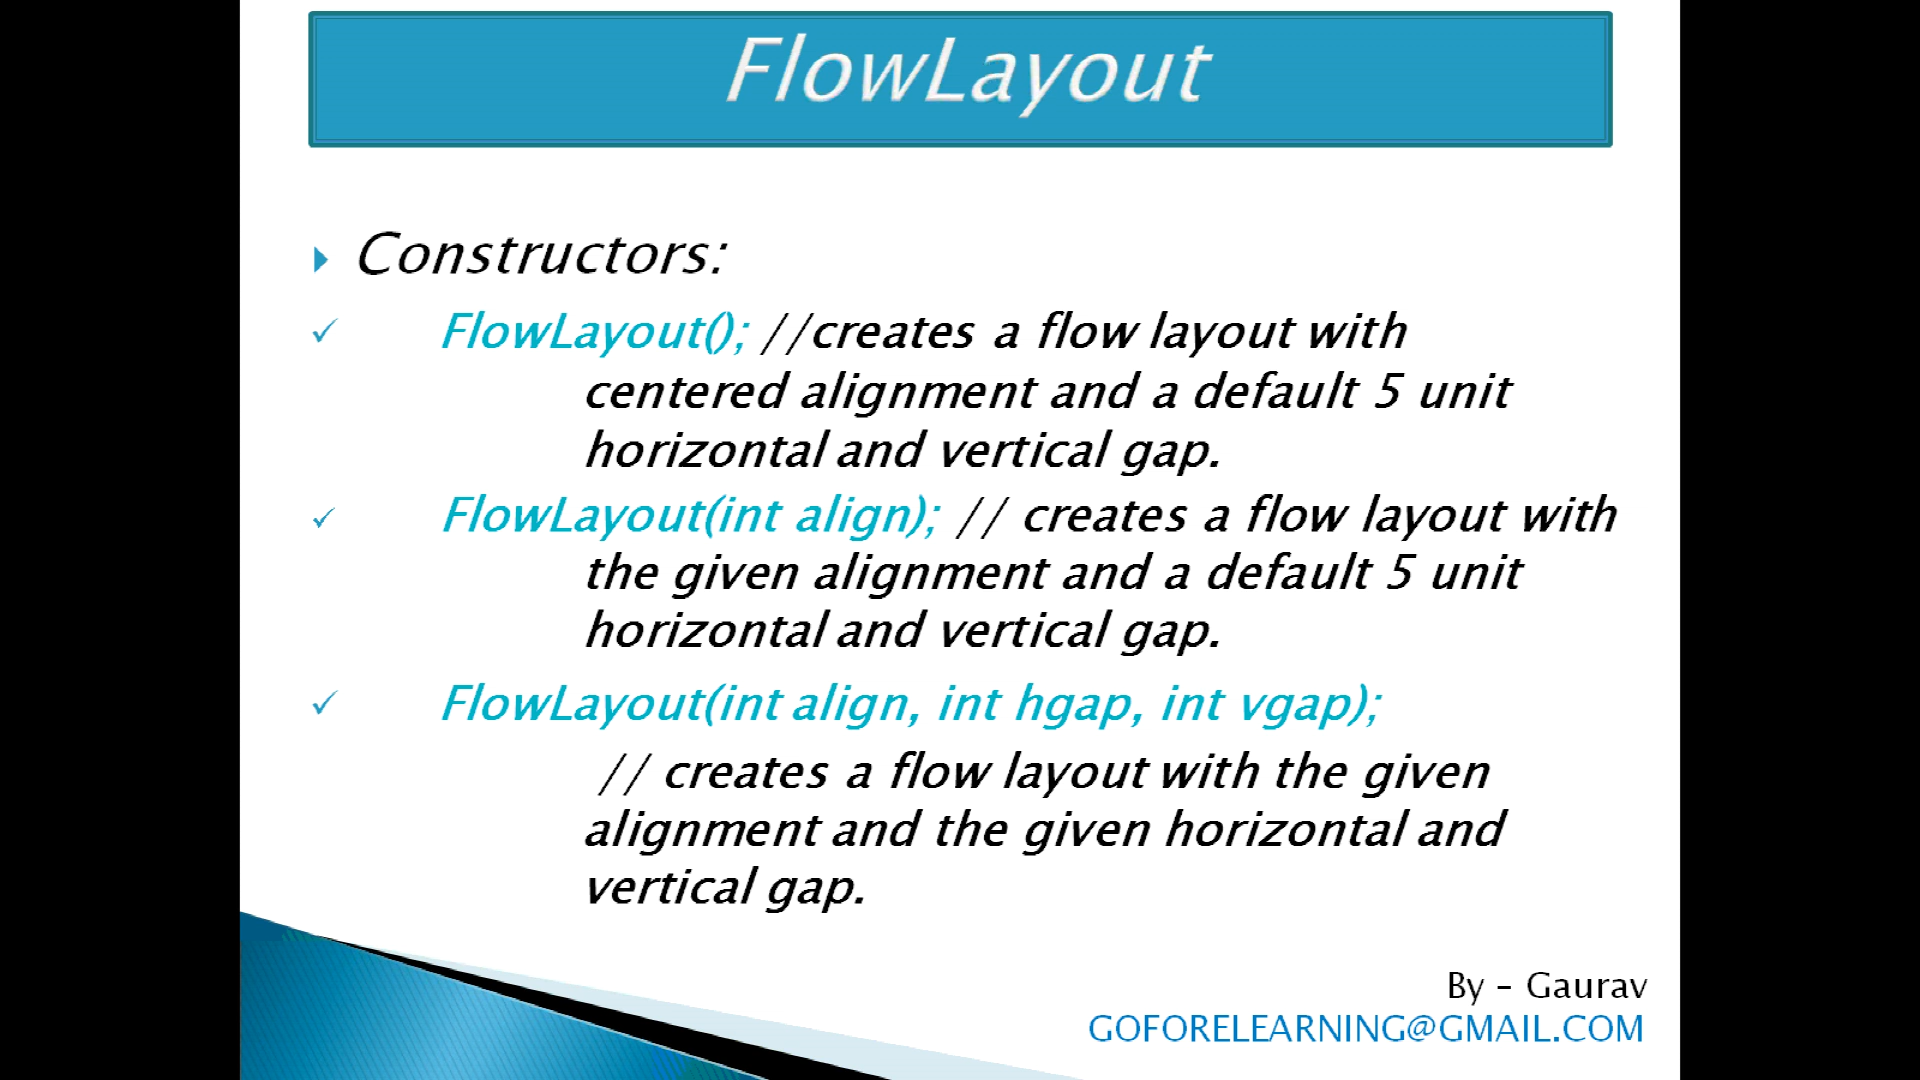 FlowLayout
Constructors:
FlowLayout(); //creates a flow layout with
centered alignment and a default 5 unit
horizontal and vertical gap.
FlowLayout(int align); // creates a flow layout with
the given alignment and a default 5 unit
horizontal and vertical gap.
FlowLayout(int align, int hgap, int vgap);
// creates a flow layout with the given
alignment and the given horizontal and
vertical gap.
By - Gaurav
GOFORELEARNING@GMAIL.COM